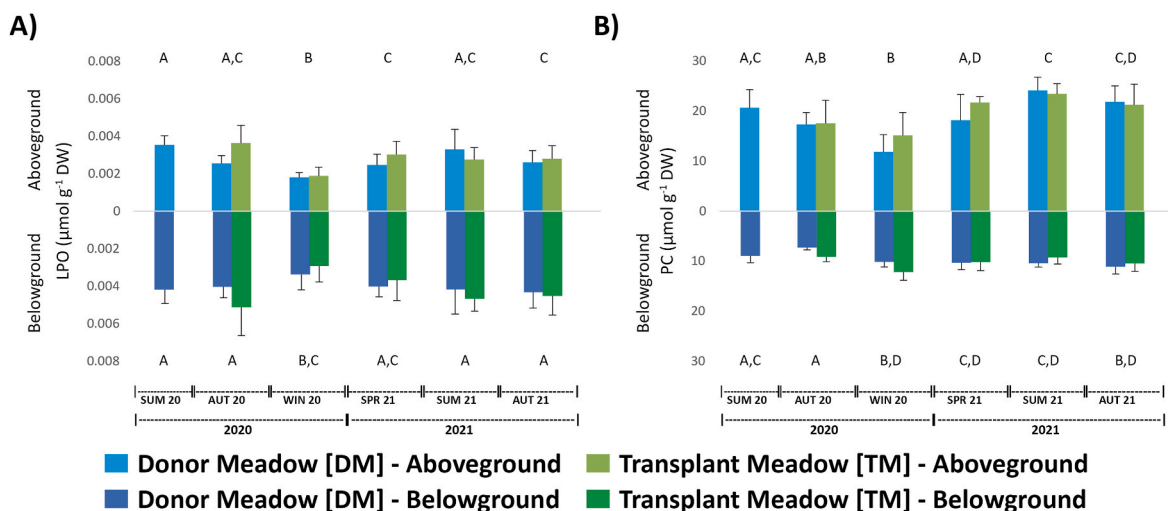 A)
A A,C B C A,C C
0.008
0.006
0.004
0.002
0
0.002
0.004
0.006
0.008
Aboveground
Belowground
LPO (µmol g⁻¹ DW)
A A B,C A,C A A
SUM 20 AUT 20 WIN 20 SPR 21 SUM 21 AUT 21
2020 2021
B)
A,C A,B B A,D C C,D
30
20
10
0
10
20
30
Aboveground
Belowground
PC (µmol g⁻¹ DW)
A,C A B,D C,D C,D B,D
SUM 20 AUT 20 WIN 20 SPR 21 SUM 21 AUT 21
2020 2021
Donor Meadow [DM] - Aboveground
Transplant Meadow [TM] - Aboveground
Donor Meadow [DM] - Belowground
Transplant Meadow [TM] - Belowground